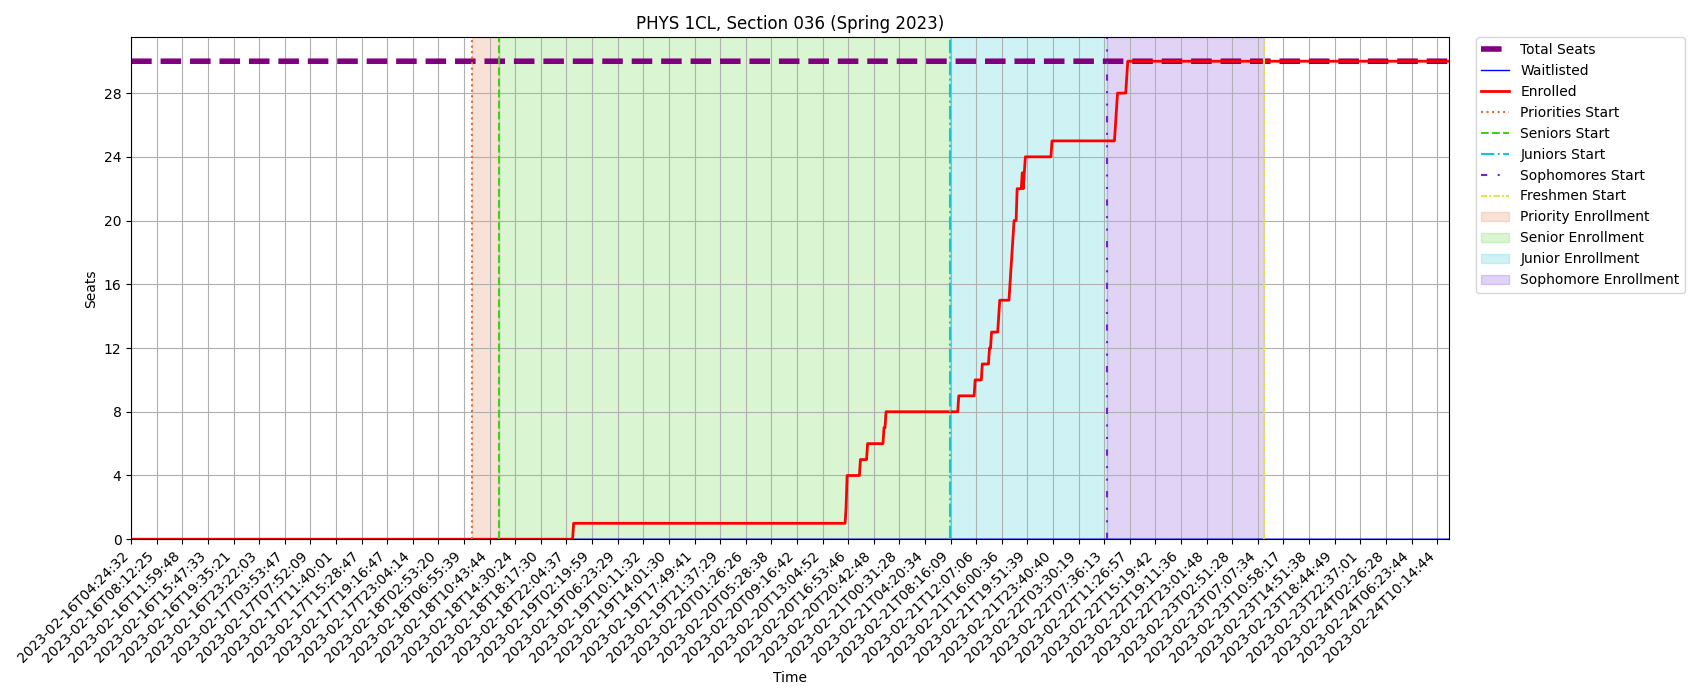 PHYS 1CL, Section 036 (Spring 2023)
Total Seats
Waitlisted
Enrolled
Priorities Start
Seniors Start
Juniors Start
Sophomores Start
Freshmen Start
Priority Enrollment
Senior Enrollment
Junior Enrollment
Sophomore Enrollment
Seats
28
24
20
16
12
8
4
0
2023-02-16T04:24:32
2023-02-16T08:12:25
2023-02-16T11:59:48
2023-02-16T15:47:33
2023-02-16T19:35:21
2023-02-16T23:22:03
2023-02-17T03:53:47
2023-02-17T07:52:09
2023-02-17T11:40:01
2023-02-17T15:28:47
2023-02-17T19:16:47
2023-02-17T23:04:14
2023-02-18T02:53:20
2023-02-18T06:55:39
2023-02-18T10:43:44
2023-02-18T14:30:24
2023-02-18T18:17:30
2023-02-18T22:04:37
2023-02-19T02:19:59
2023-02-19T06:23:29
2023-02-19T10:11:32
2023-02-19T14:01:30
2023-02-19T17:49:41
2023-02-19T21:37:29
2023-02-20T01:26:26
2023-02-20T05:28:38
2023-02-20T09:16:42
2023-02-20T13:04:52
2023-02-20T16:53:46
2023-02-20T20:42:48
2023-02-21T00:31:28
2023-02-21T04:20:34
2023-02-21T08:16:09
2023-02-21T12:07:06
2023-02-21T16:00:36
2023-02-21T19:51:39
2023-02-21T23:40:40
2023-02-22T03:30:19
2023-02-22T07:36:13
2023-02-22T11:26:57
2023-02-22T15:19:42
2023-02-22T19:11:36
2023-02-22T23:01:48
2023-02-23T02:51:28
2023-02-23T07:07:34
2023-02-23T10:58:17
2023-02-23T14:51:38
2023-02-23T18:44:49
2023-02-23T22:37:01
2023-02-24T02:26:28
2023-02-24T06:23:44
2023-02-24T10:14:44
Time